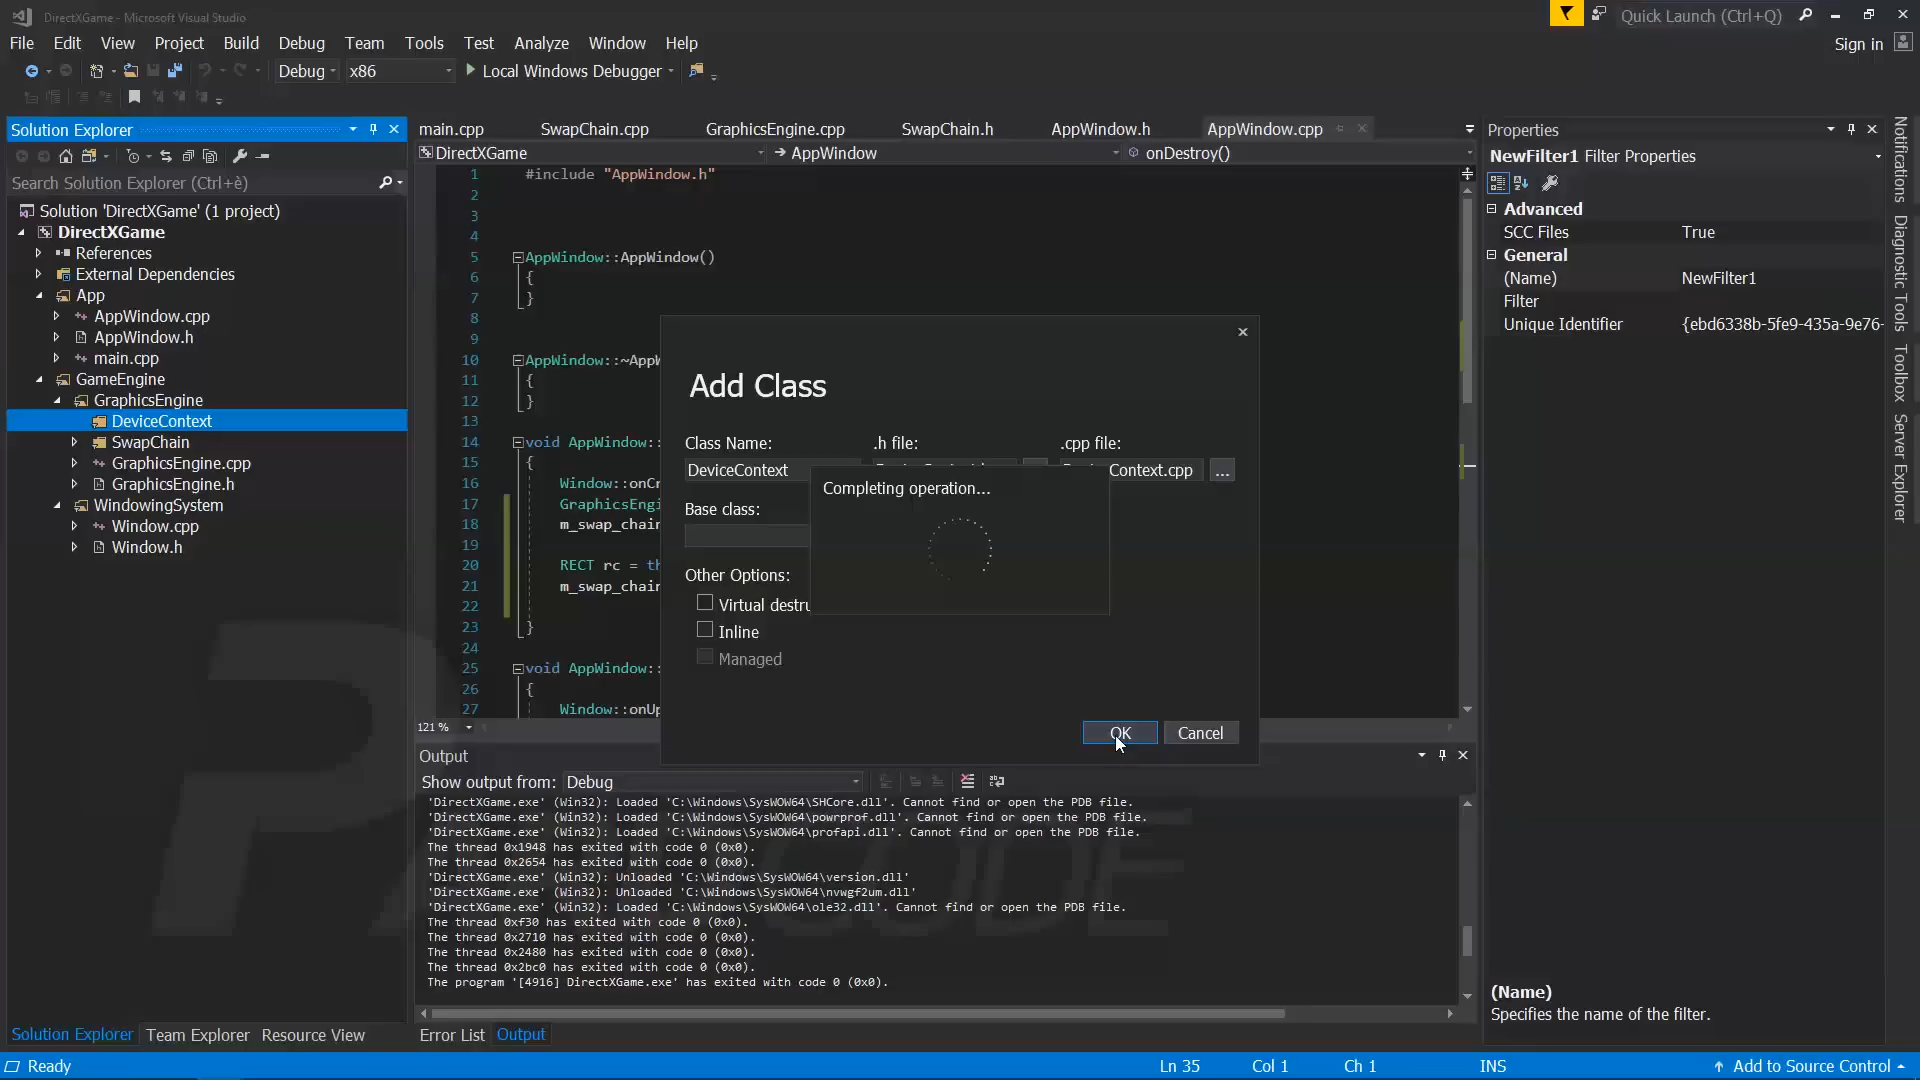 DirectXGame - Microsoft Visual Studio
Quick Launch (Ctrl+Q)
File Edit View Project Build Debug Team Tools Test Analyze Window Help
Sign in
Debug x86 Local Windows Debugger
Solution Explorer
Search Solution Explorer (Ctrl+è)
Solution 'DirectXGame' (1 project)
DirectXGame
References
External Dependencies
App
AppWindow.cpp
AppWindow.h
main.cpp
GameEngine
GraphicsEngine
DeviceContext
SwapChain
GraphicsEngine.cpp
GraphicsEngine.h
WindowingSystem
Window.cpp
Window.h
Solution Explorer Team Explorer Resource View
main.cpp SwapChain.cpp GraphicsEngine.cpp SwapChain.h AppWindow.h AppWindow.cpp
DirectXGame AppWindow onDestroy()
1 #include "AppWindow.h"
2
3
4
5 AppWindow::AppWindow()
6 {
7 }
8
9
10 AppWindow::~AppW
11 {
12 }
13
14 void AppWindow::
15 {
16 Window::onCr
17 GraphicsEngi
18 m_swap_chain
19
20 RECT rc = th
21 m_swap_chain
22
23 }
24
25 void AppWindow::
26 {
27 Window::onUp
121 %
Add Class
Class Name: .h file: .cpp file:
DeviceContext Context.cpp ...
Completing operation...
Base class:
Other Options:
Virtual destru
Inline
Managed
OK Cancel
Output
Show output from: Debug
'DirectXGame.exe' (Win32): Loaded 'C:\Windows\SysWOW64\SHCore.dll'. Cannot find or open the PDB file.
'DirectXGame.exe' (Win32): Loaded 'C:\Windows\SysWOW64\powrprof.dll'. Cannot find or open the PDB file.
'DirectXGame.exe' (Win32): Loaded 'C:\Windows\SysWOW64\profapi.dll'. Cannot find or open the PDB file.
The thread 0x1948 has exited with code 0 (0x0).
The thread 0x2654 has exited with code 0 (0x0).
'DirectXGame.exe' (Win32): Unloaded 'C:\Windows\SysWOW64\version.dll'
'DirectXGame.exe' (Win32): Unloaded 'C:\Windows\SysWOW64\nvwgf2um.dll'
'DirectXGame.exe' (Win32): Loaded 'C:\Windows\SysWOW64\ole32.dll'. Cannot find or open the PDB file.
The thread 0xf30 has exited with code 0 (0x0).
The thread 0x2710 has exited with code 0 (0x0).
The thread 0x2480 has exited with code 0 (0x0).
The thread 0x2bc0 has exited with code 0 (0x0).
The program '[4916] DirectXGame.exe' has exited with code 0 (0x0).
Error List Output
Properties
NewFilter1 Filter Properties
Advanced
SCC Files True
General
(Name) NewFilter1
Filter
Unique Identifier {ebd6338b-5fe9-435a-9e76-
(Name)
Specifies the name of the filter.
Notifications
Diagnostic Tools
Toolbox
Server Explorer
Ready Ln 35 Col 1 Ch 1 INS Add to Source Control